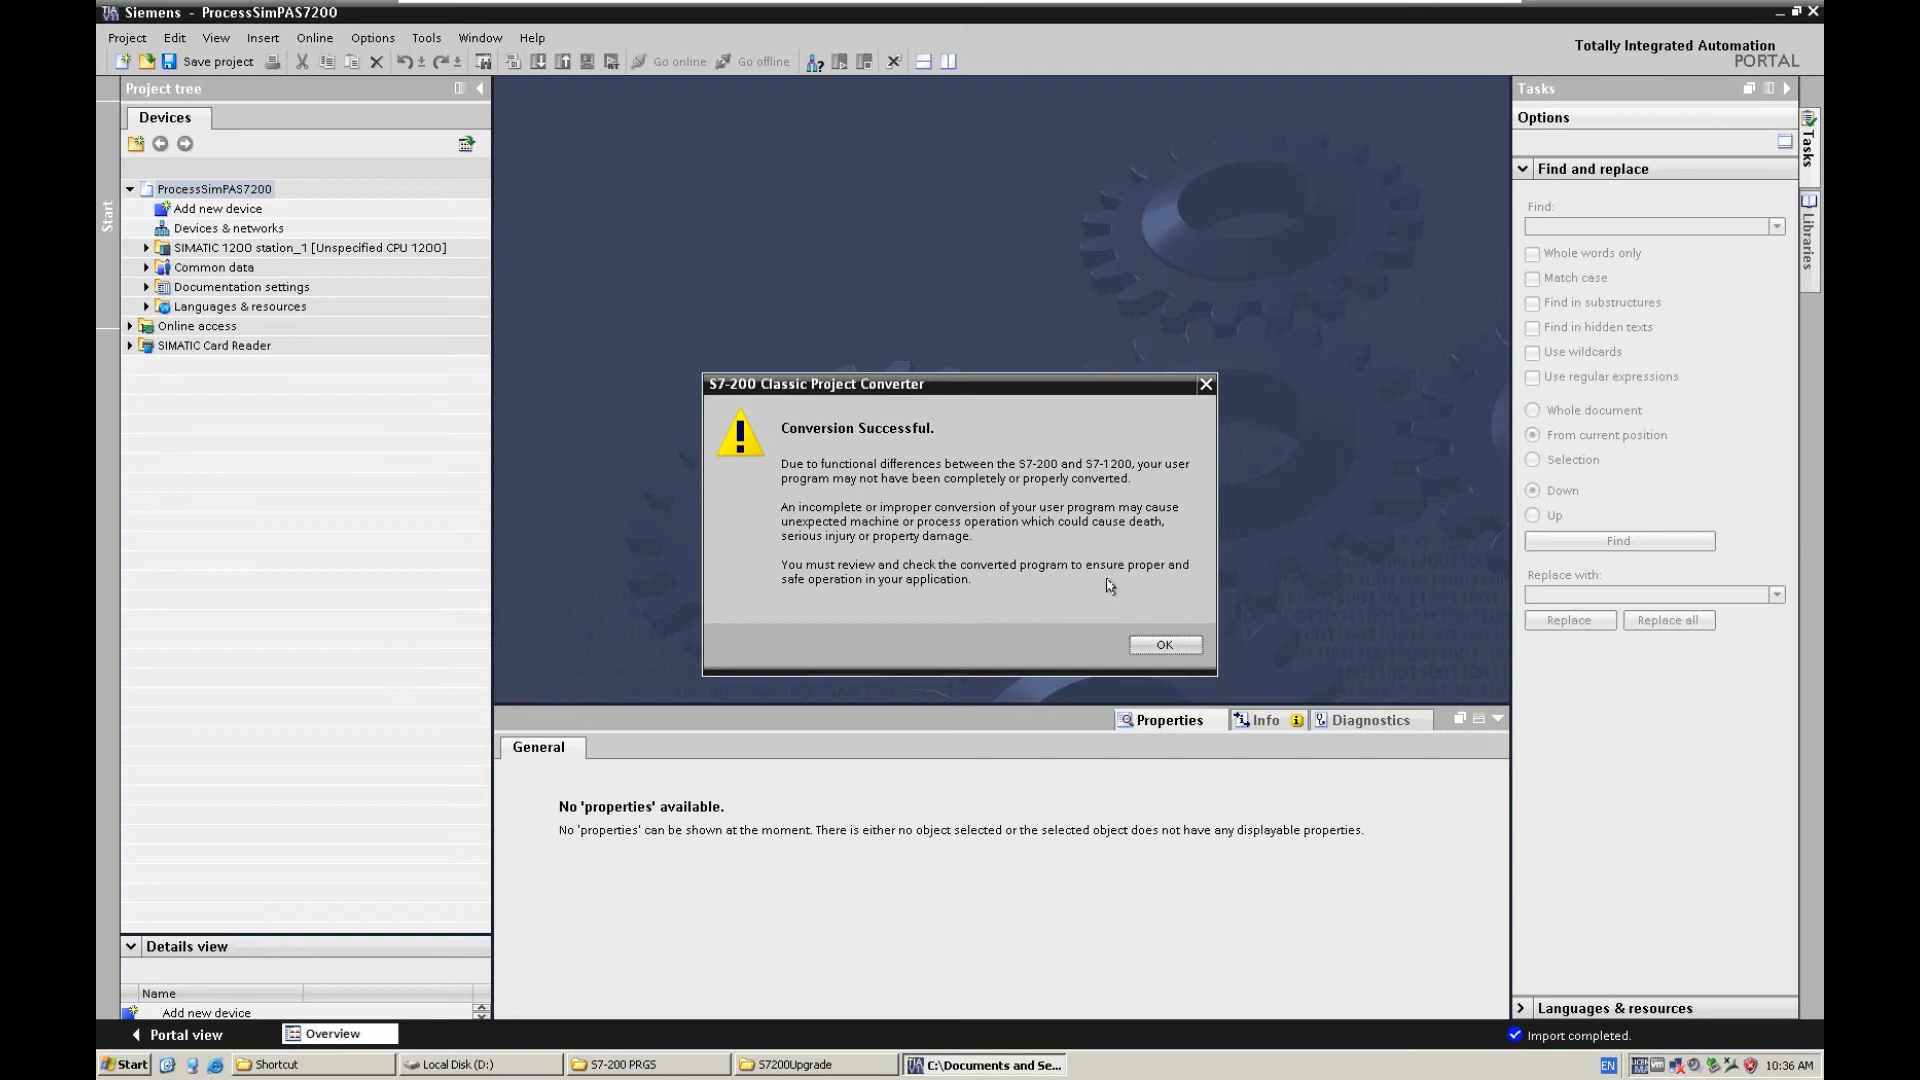 Siemens - ProcessSimPAS7200
Project Edit View Insert Online Options Tools Window Help
Totally Integrated Automation
PORTAL
Save project
Go online
Go offline
Project tree
Devices
Start
ProcessSimPAS7200
Add new device
Devices & networks
SIMATIC 1200 station_1 [Unspecified CPU 1200]
Common data
Documentation settings
Languages & resources
Online access
SIMATIC Card Reader
S7-200 Classic Project Converter
Conversion Successful.
Due to functional differences between the S7-200 and S7-1200, your user
program may not have been completely or properly converted.
An incomplete or improper conversion of your user program may cause
unexpected machine or process operation which could cause death,
serious injury or property damage.
You must review and check the converted program to ensure proper and
safe operation in your application.
OK
Properties
Info
Diagnostics
General
No 'properties' available.
No 'properties' can be shown at the moment. There is either no object selected or the selected object does not have any displayable properties.
Tasks
Options
Find and replace
Find:
Whole words only
Match case
Find in substructures
Find in hidden texts
Use wildcards
Use regular expressions
Whole document
From current position
Selection
Down
Up
Find
Replace with:
Replace
Replace all
Languages & resources
Tasks
Libraries
Details view
Name
Add new device
Portal view
Overview
Import completed.
Start
Shortcut
Local Disk (D:)
S7-200 PRGS
S7200Upgrade
C:\Documents and Se...
EN
10:36 AM